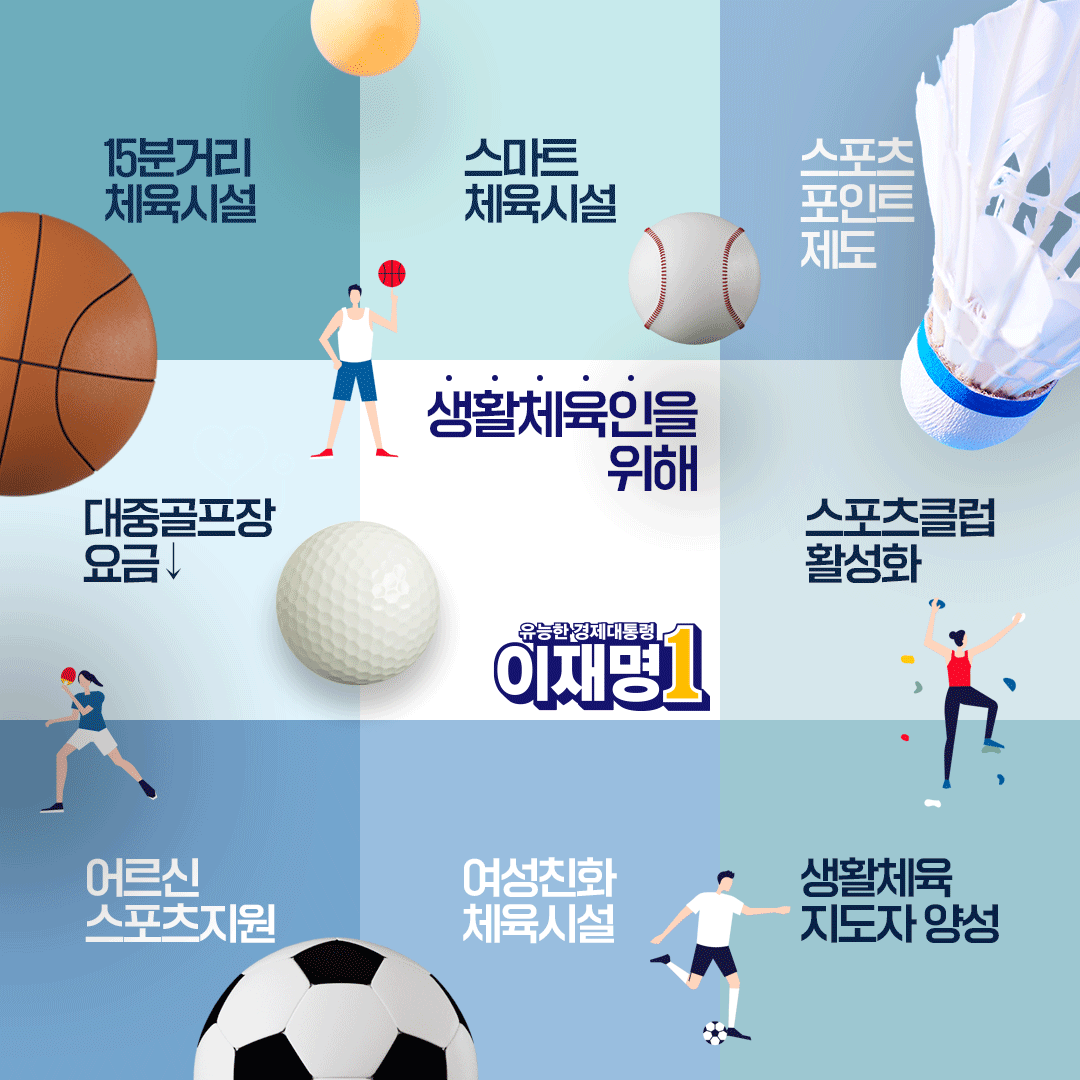 15분거리
체육시설
스마트
체육시설
스포츠
포인트
제도
생활체육인을
위해
대중골프장
요금↓
스포츠클럽
활성화
유능한 경제대통령
이재명1
어르신
스포츠지원
여성친화
체육시설
생활체육
지도자 양성